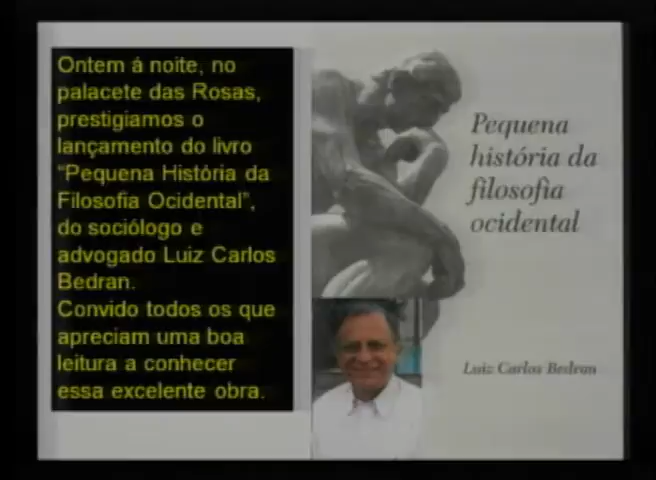 Ontem á noite, no
palacete das Rosas,
prestigiamos o
lançamento do livro
"Pequena História da
Filosofia Ocidental",
do sociólogo e
advogado Luiz Carlos
Bedran.
Convido todos os que
apreciam uma boa
leitura a conhecer
essa excelente obra.
Pequena
história da
filosofia
ocidental
Luiz Carlos Bedran